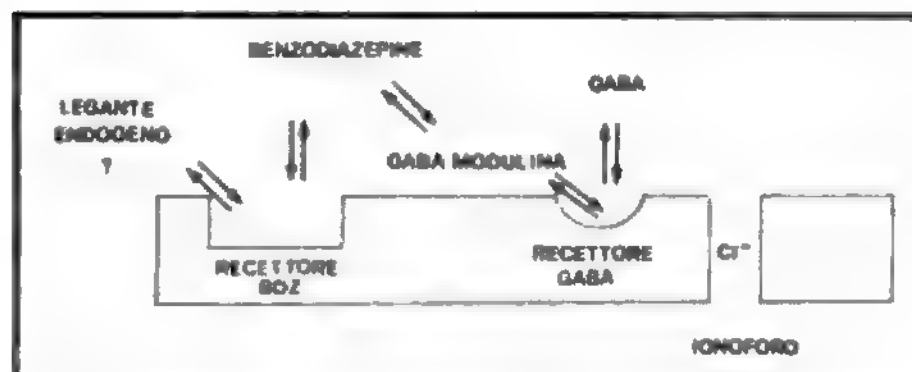 BENZODIAZEPINE
GABA
LEGANTE
ENDOGENO
?
GABA MODULINA
RECETTORE
BDZ
RECETTORE
GABA
Cl⁻
IONOFORO